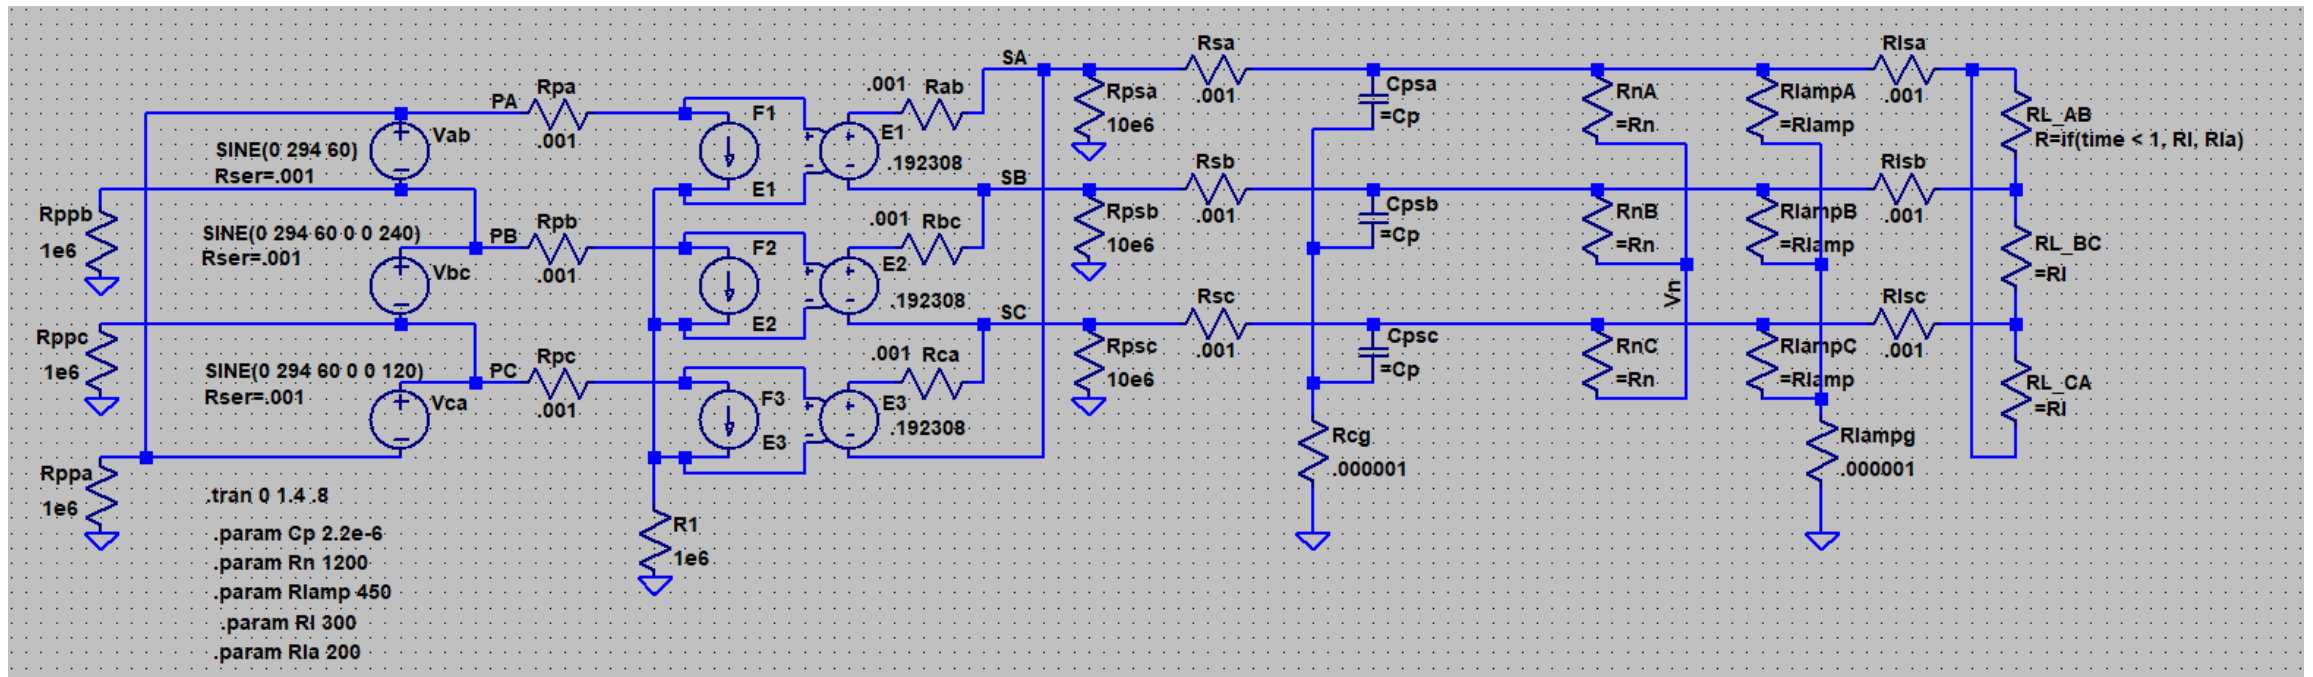 SA
Rsa
.001
Rlsa
.001
.001 Rab
PA
Rpa
.001
F1
E1
E1
.192308
Vab
SINE(0 294 60)
Rser=.001
Rpsa
10e6
Cpsa
=Cp
RnA
=Rn
RlampA
=Rlamp
RL_AB
R=if(time < 1, Rl, Rla)
SB
Rsb
.001
Rlsb
.001
Rppb
1e6
SINE(0 294 60 0 0 240)
Rser=.001
Vbc
PB
Rpb
.001
F2
E2
.001 Rbc
E2
.192308
Rpsb
10e6
Cpsb
=Cp
RnB
=Rn
RlampB
=Rlamp
RL_BC
=Rl
Vn
SC
Rsc
.001
Rlsc
.001
Rppc
1e6
SINE(0 294 60 0 0 120)
Rser=.001
Vca
PC
Rpc
.001
F3
E3
.001 Rca
E3
.192308
Rpsc
10e6
Cpsc
=Cp
RnC
=Rn
RlampC
=Rlamp
RL_CA
=Rl
Rcg
.000001
Rlampg
.000001
Rppa
1e6
R1
1e6
.tran 0 1.4 .8
.param Cp 2.2e-6
.param Rn 1200
.param Rlamp 450
.param Rl 300
.param Rla 200